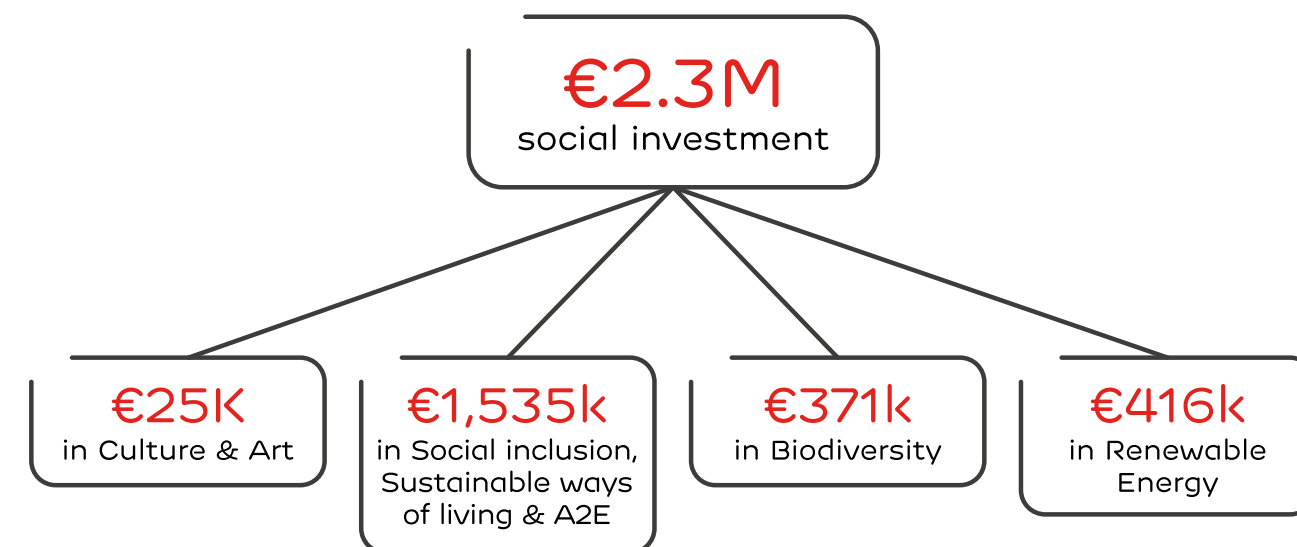 €2.3M
social investment
€25K
in Culture & Art
€1,535k
in Social inclusion,
Sustainable ways
of living & A2E
€371k
in Biodiversity
€416k
in Renewable
Energy